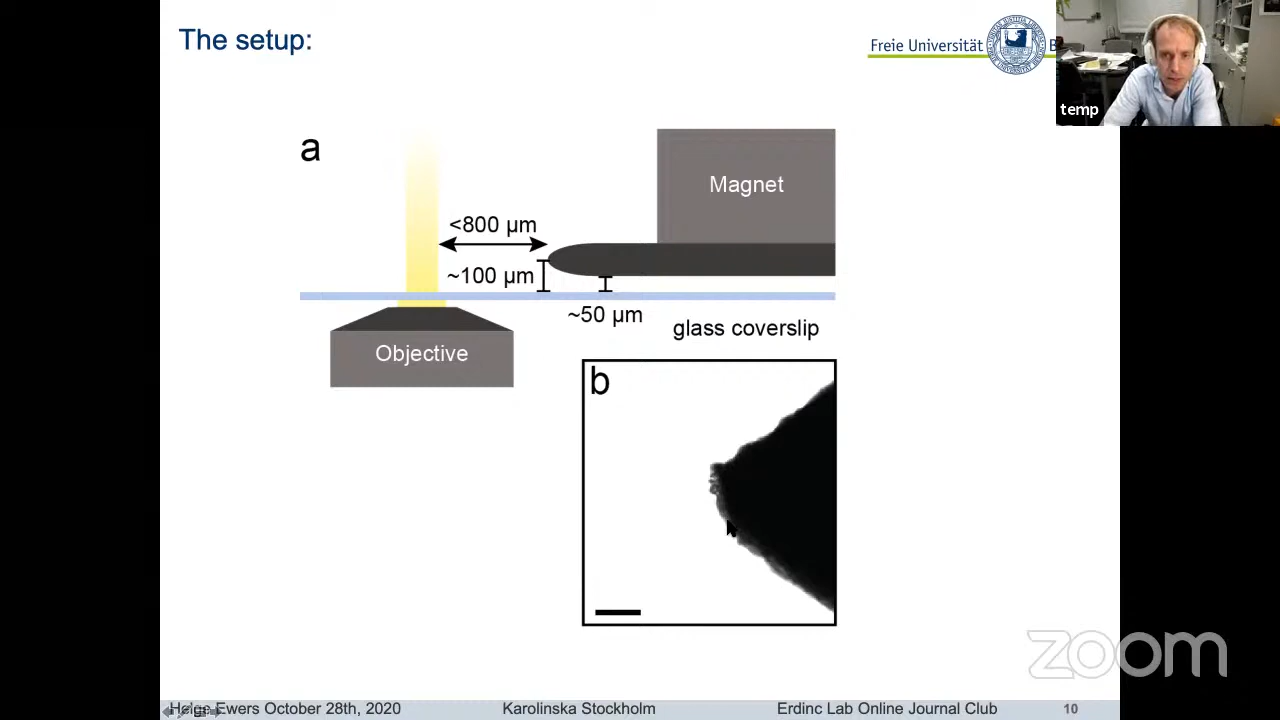 The setup:
Freie Universität
B
temp
a
Magnet
<800 µm
~100 µm
~50 µm
glass coverslip
Objective
b
zoom
Helge Ewers October 28th, 2020
Karolinska Stockholm
Erdinc Lab Online Journal Club
10